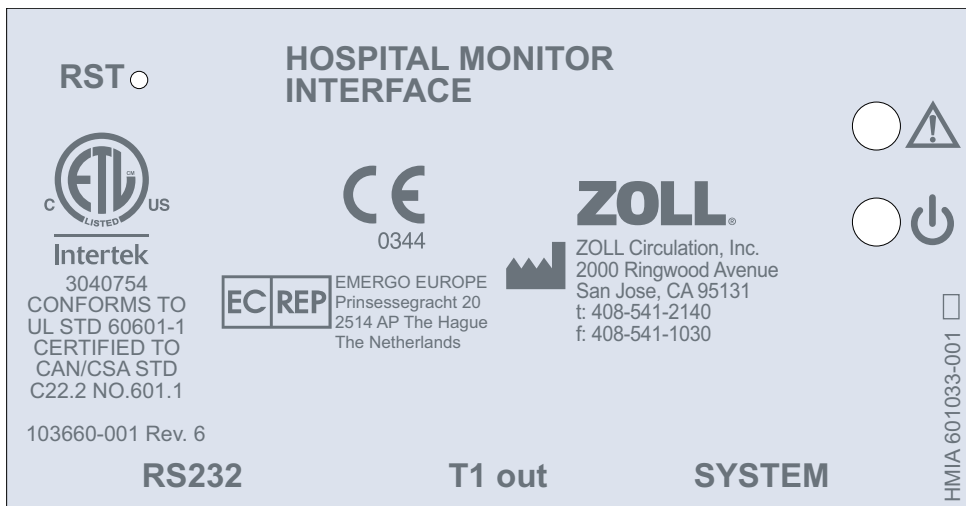 RST
HOSPITAL MONITOR
INTERFACE
ETL CM
LISTED
C
US
Intertek
3040754
CONFORMS TO
UL STD 60601-1
CERTIFIED TO
CAN/CSA STD
C22.2 NO.601.1
103660-001 Rev. 6
CE
0344
EC REP
EMERGO EUROPE
Prinsessegracht 20
2514 AP The Hague
The Netherlands
ZOLL®
ZOLL Circulation, Inc.
2000 Ringwood Avenue
San Jose, CA 95131
t: 408-541-2140
f: 408-541-1030
RS232
T1 out
SYSTEM
HMIA 601033-001